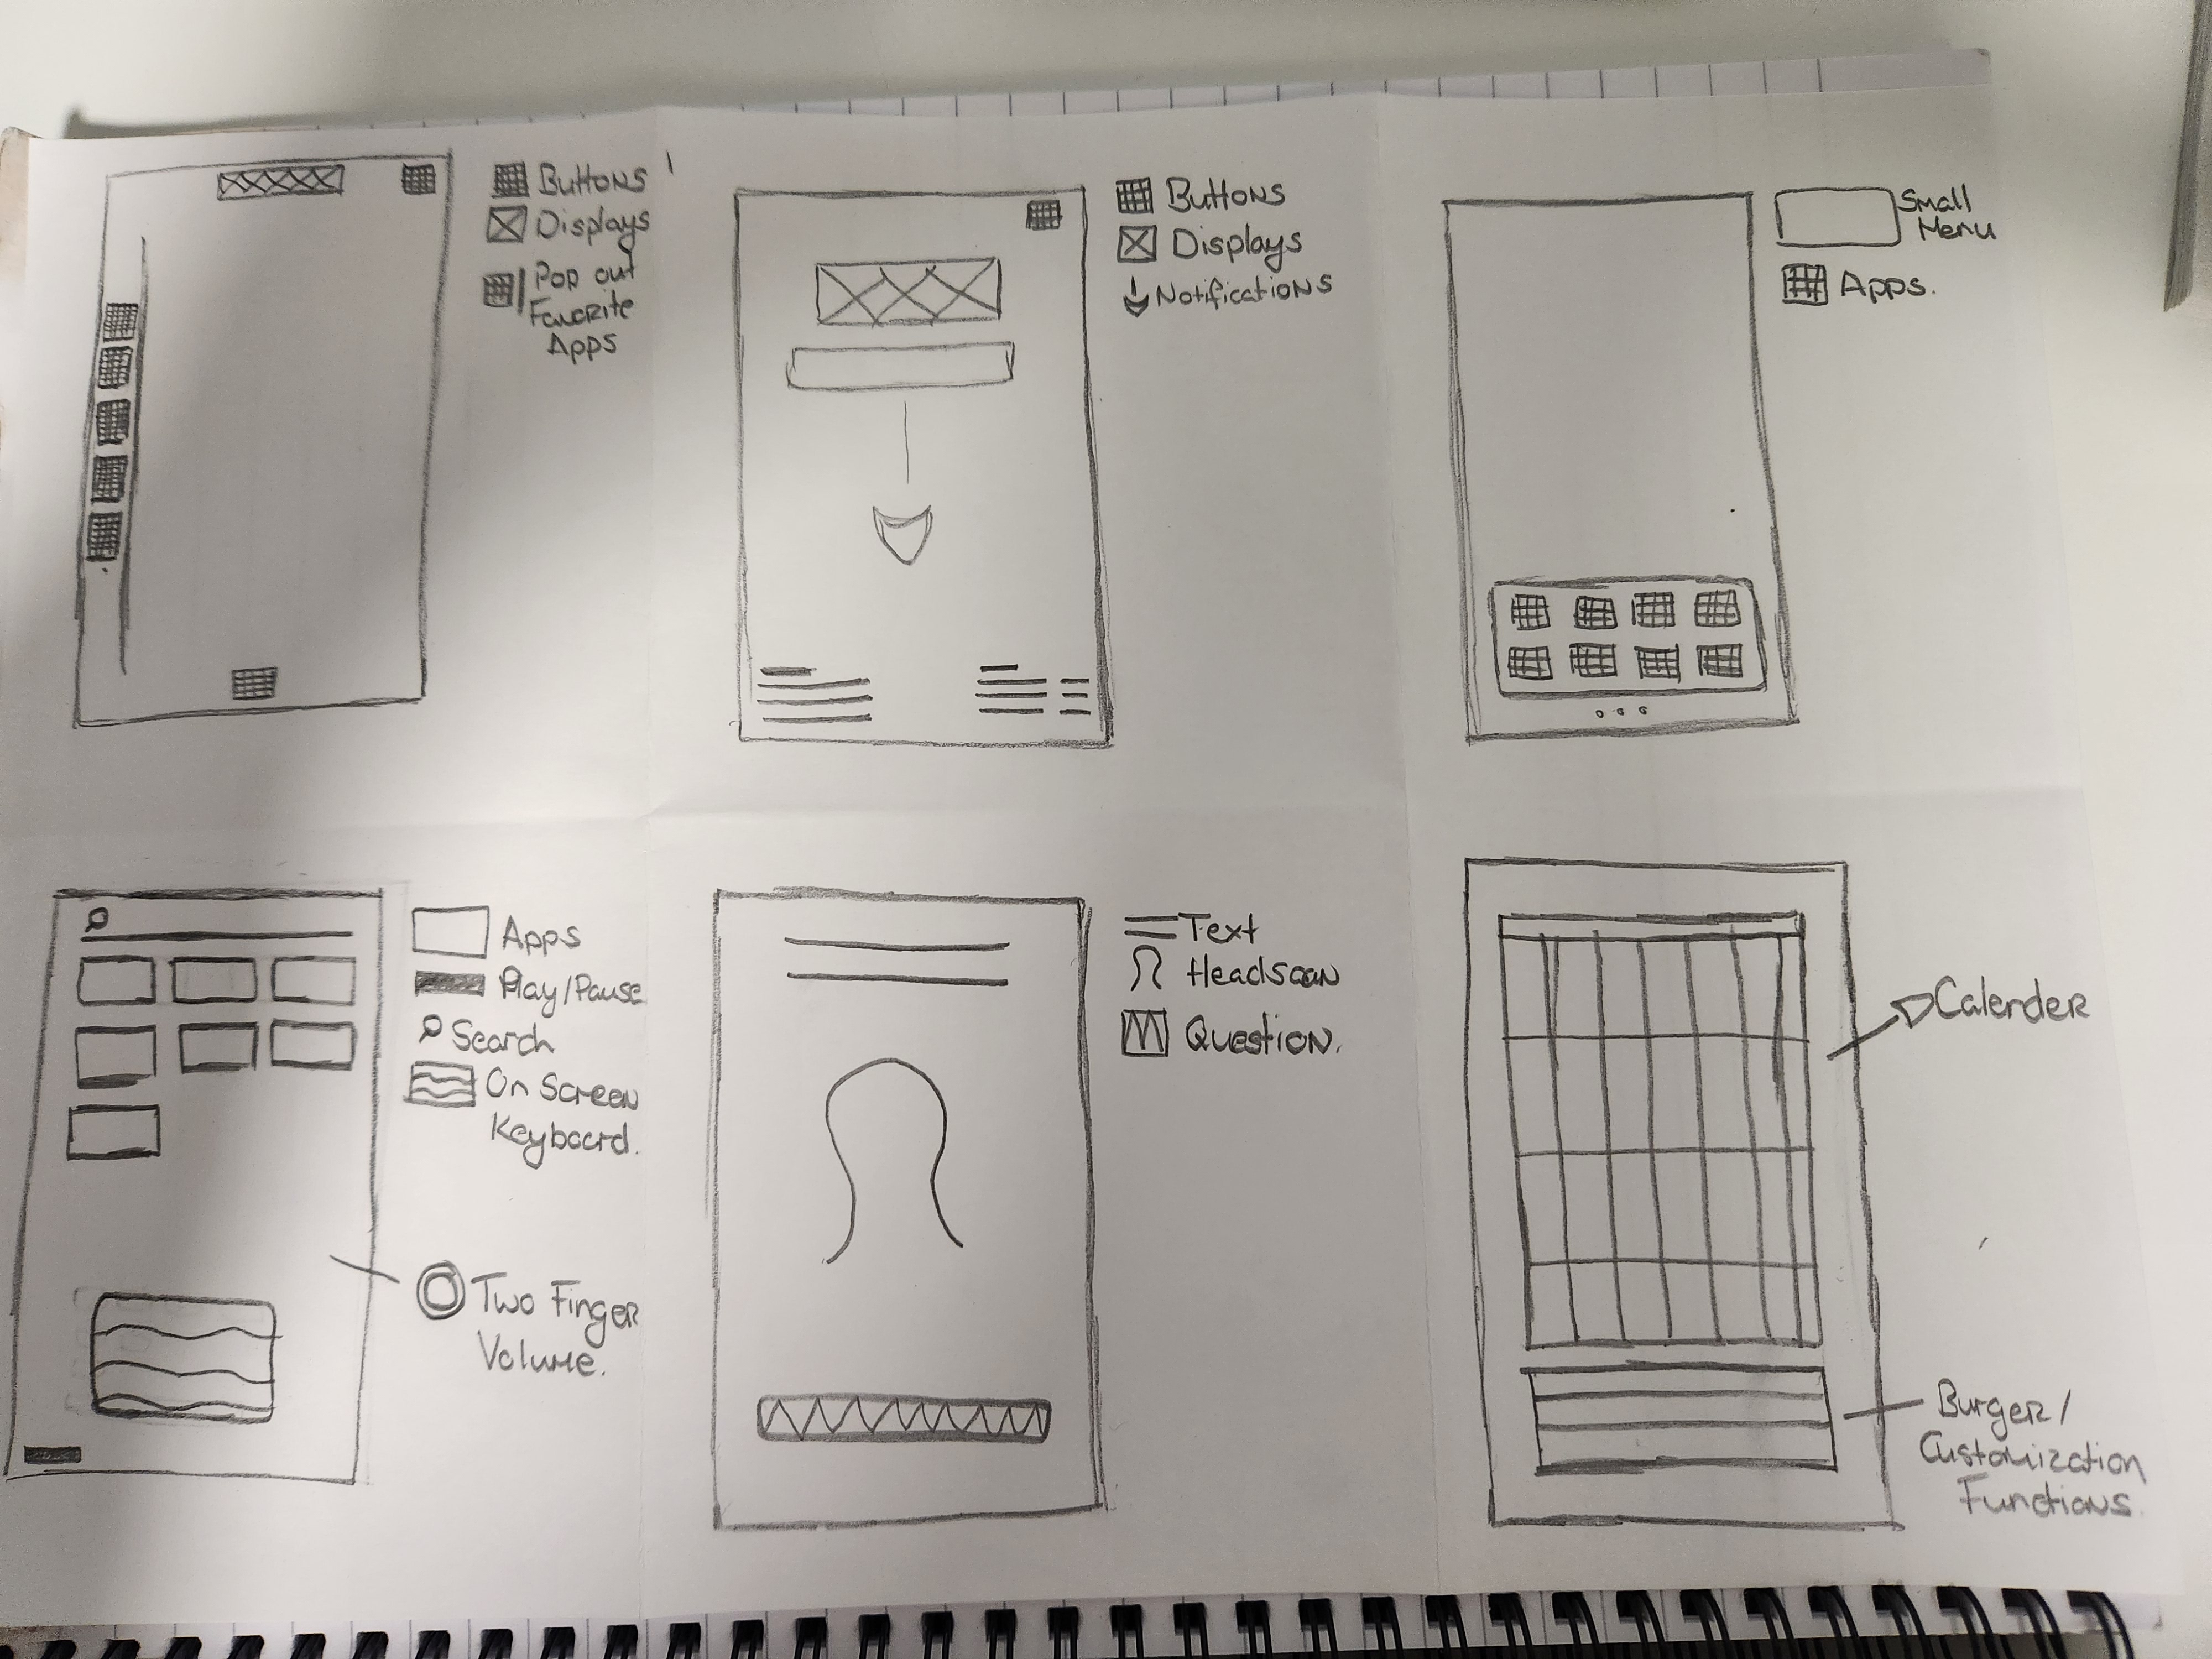 Buttons
Displays
Pop out
Favorite
Apps
Buttons
Displays
Notifications
Small
Menu
Apps.
Apps
Play/Pause
Search
On Screen
Keyboard.
Two Finger
Volume.
Text
Headscan
Question.
Calender
Burger/
Customization
Functions.